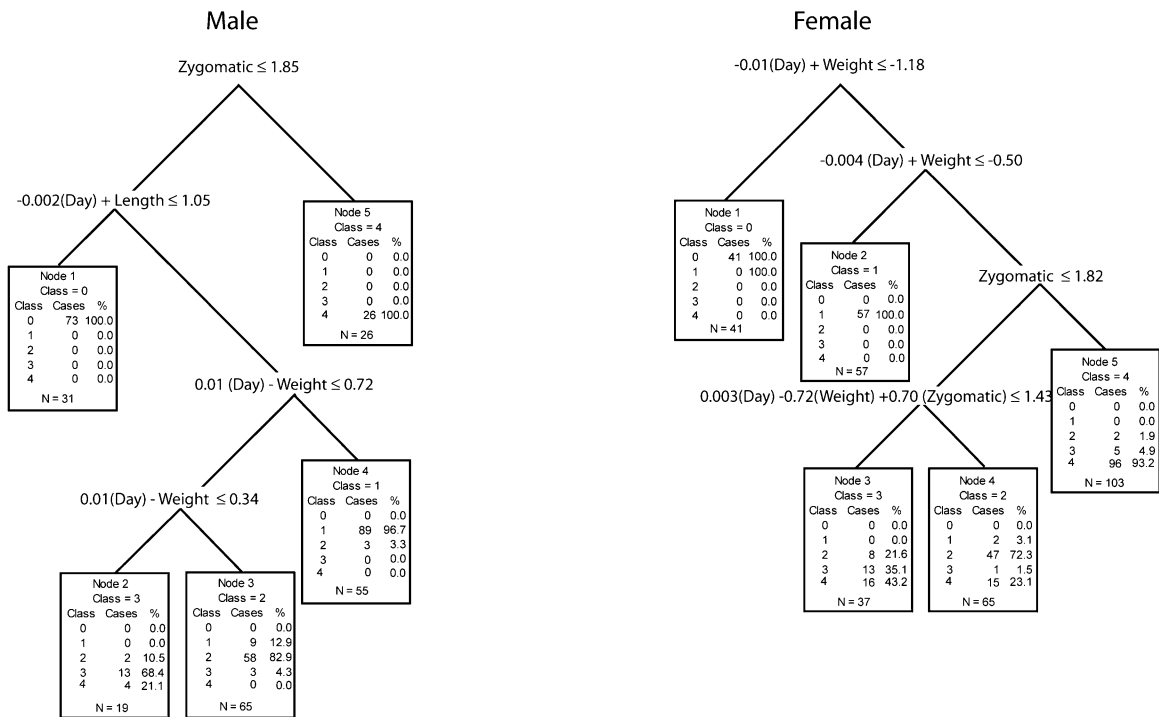 Male
Zygomatic ≤ 1.85
-0.002(Day) + Length ≤ 1.05
Node 5
Class = 4
Class Cases %
0 0 0.0
1 0 0.0
2 0 0.0
3 0 0.0
4 26 100.0
N = 26
Node 1
Class = 0
Class Cases %
0 73 100.0
1 0 0.0
2 0 0.0
3 0 0.0
4 0 0.0
N = 31
0.01 (Day) - Weight ≤ 0.72
Node 4
Class = 1
Class Cases %
0 0 0.0
1 89 96.7
2 3 3.3
3 0 0.0
4 0 0.0
N = 55
0.01(Day) - Weight ≤ 0.34
Node 2
Class = 3
Class Cases %
0 0 0.0
1 0 0.0
2 2 10.5
3 13 68.4
4 4 21.1
N = 19
Node 3
Class = 2
Class Cases %
0 0 0.0
1 9 12.9
2 58 82.9
3 3 4.3
4 0 0.0
N = 65
Female
-0.01(Day) + Weight ≤ -1.18
-0.004 (Day) + Weight ≤ -0.50
Node 1
Class = 0
Class Cases %
0 41 100.0
1 0 100.0
2 0 0.0
3 0 0.0
4 0 0.0
N = 41
Node 2
Class = 1
Class Cases %
0 0 0.0
1 57 100.0
2 0 0.0
3 0 0.0
4 0 0.0
N = 57
Zygomatic ≤ 1.82
Node 5
Class = 4
Class Cases %
0 0 0.0
1 0 0.0
2 2 1.9
3 5 4.9
4 96 93.2
N = 103
0.003(Day) -0.72(Weight) +0.70 (Zygomatic) ≤ 1.43
Node 3
Class = 3
Class Cases %
0 0 0.0
1 0 0.0
2 8 21.6
3 13 35.1
4 16 43.2
N = 37
Node 4
Class = 2
Class Cases %
0 0 0.0
1 2 3.1
2 47 72.3
3 1 1.5
4 15 23.1
N = 65